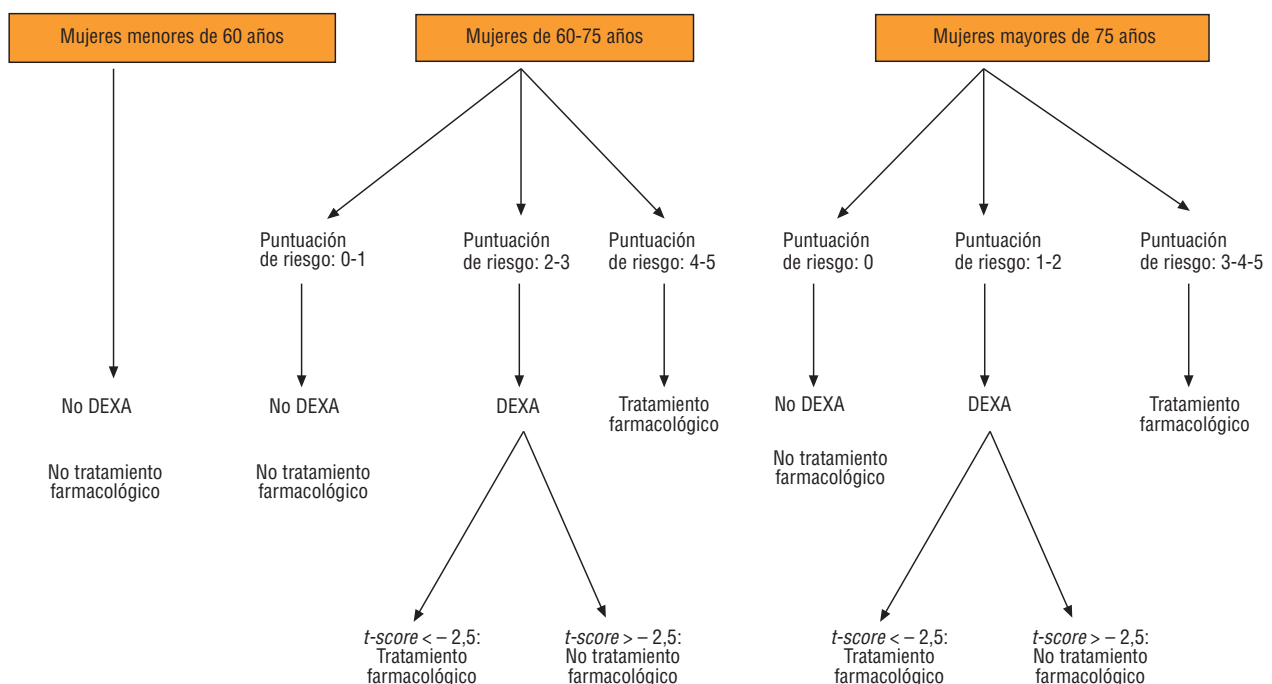 Mujeres menores de 60 años
Mujeres de 60-75 años
Mujeres mayores de 75 años
Puntuación
de riesgo: 0-1
Puntuación
de riesgo: 2-3
Puntuación
de riesgo: 4-5
Puntuación
de riesgo: 0
Puntuación
de riesgo: 1-2
Puntuación
de riesgo: 3-4-5
No DEXA
No tratamiento
farmacológico
No DEXA
No tratamiento
farmacológico
DEXA
Tratamiento
farmacológico
No DEXA
No tratamiento
farmacológico
DEXA
Tratamiento
farmacológico
t-score < – 2,5:
Tratamiento
farmacológico
t-score > – 2,5:
No tratamiento
farmacológico
t-score < – 2,5:
Tratamiento
farmacológico
t-score > – 2,5:
No tratamiento
farmacológico